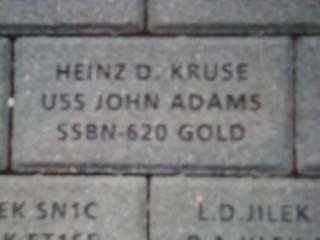 HEINZ D. KRUSE
USS JOHN ADAMS
SSBN-620 GOLD
EK SN1C
L.D.JILEK